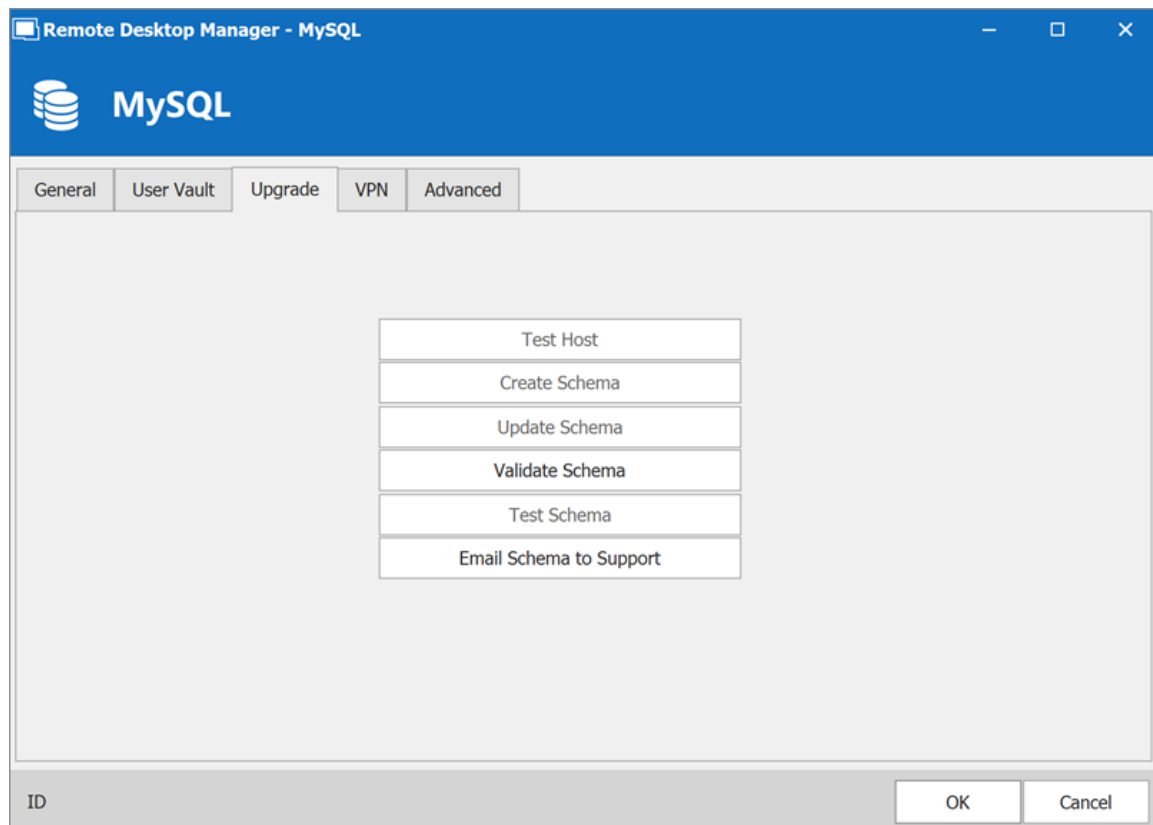 Remote Desktop Manager - MySQL
MySQL
General User Vault Upgrade VPN Advanced
Test Host
Create Schema
Update Schema
Validate Schema
Test Schema
Email Schema to Support
ID OK Cancel